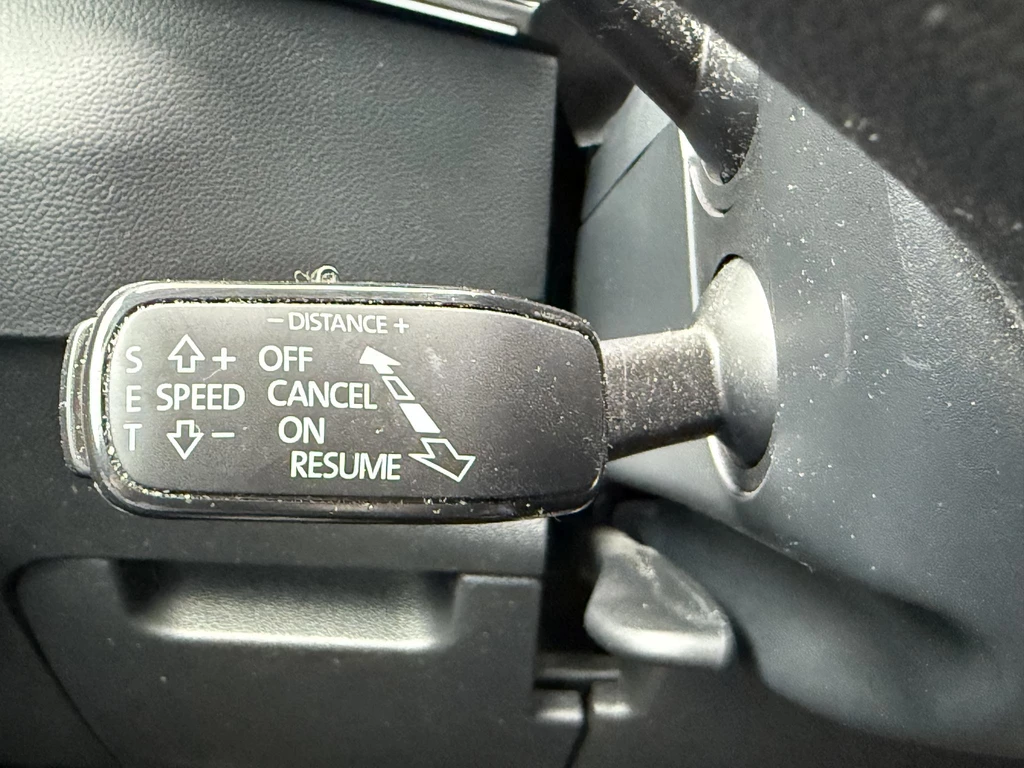 − DISTANCE +
S + OFF
E SPEED CANCEL
T − ON
RESUME